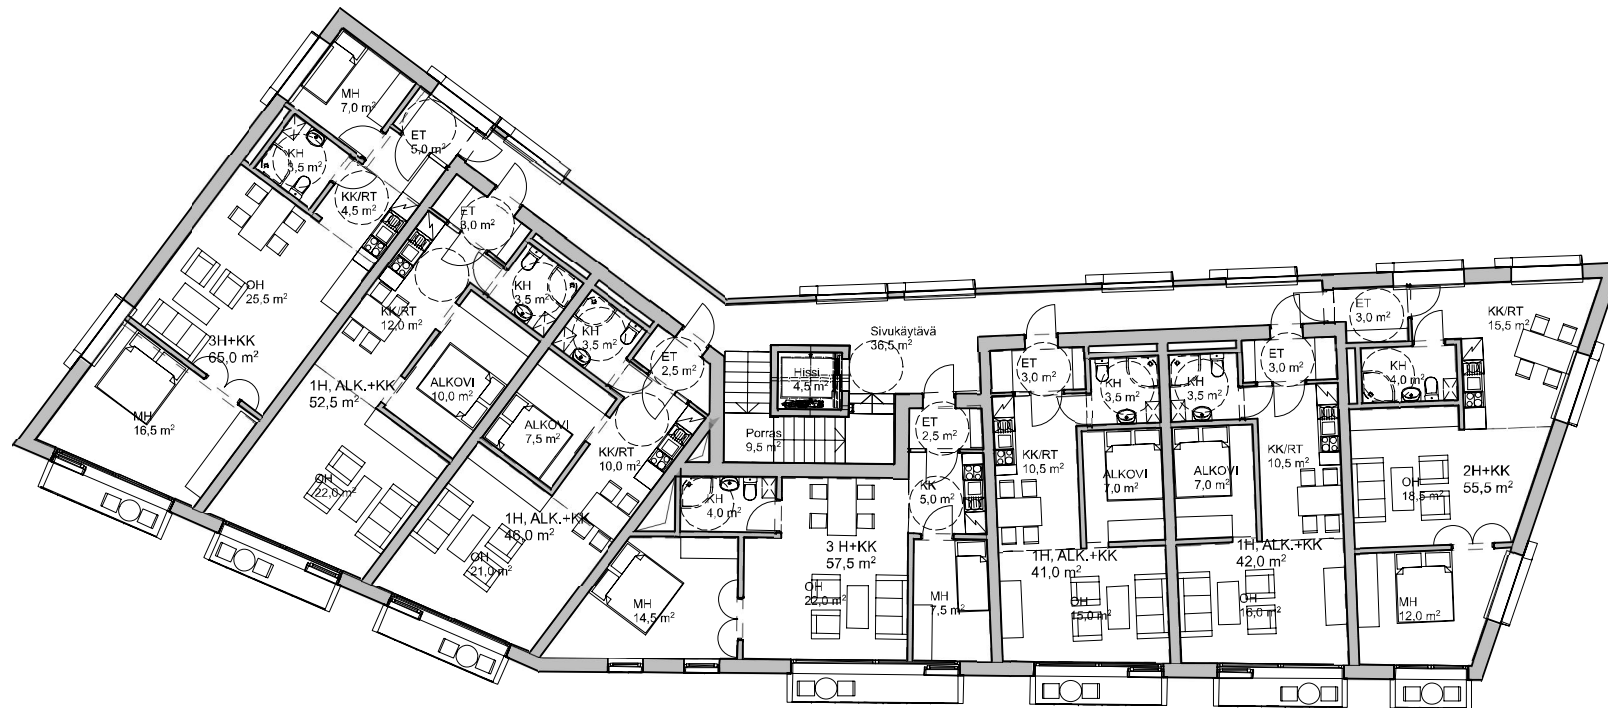 MH
7,0 m²
ET
5,0 m²
KH
3,5 m²
KK/RT
4,5 m²
OH
25,5 m²
3H+KK
65,0 m²
MH
16,5 m²
ET
3,0 m²
KH
3,5 m²
KK/RT
12,0 m²
ALKOVI
10,0 m²
1H, ALK.+KK
52,5 m²
OH
22,0 m²
KH
3,5 m²
ET
2,5 m²
ALKOVI
7,5 m²
KK/RT
10,0 m²
1H, ALK.+KK
46,0 m²
OH
21,0 m²
Hissi
4,5 m²
Sivukäytävä
36,5 m²
Porras
9,5 m²
ET
2,5 m²
KK
5,0 m²
KH
4,0 m²
3 H+KK
57,5 m²
OH
22,0 m²
MH
14,5 m²
MH
7,5 m²
ET
3,0 m²
KH
3,5 m²
KK/RT
10,5 m²
ALKOVI
7,0 m²
1H, ALK.+KK
41,0 m²
OH
15,0 m²
ET
3,0 m²
KH
3,5 m²
ALKOVI
7,0 m²
KK/RT
10,5 m²
1H, ALK.+KK
42,0 m²
OH
16,0 m²
ET
3,0 m²
KK/RT
15,5 m²
KH
4,0 m²
2H+KK
55,5 m²
OH
18,5 m²
MH
12,0 m²